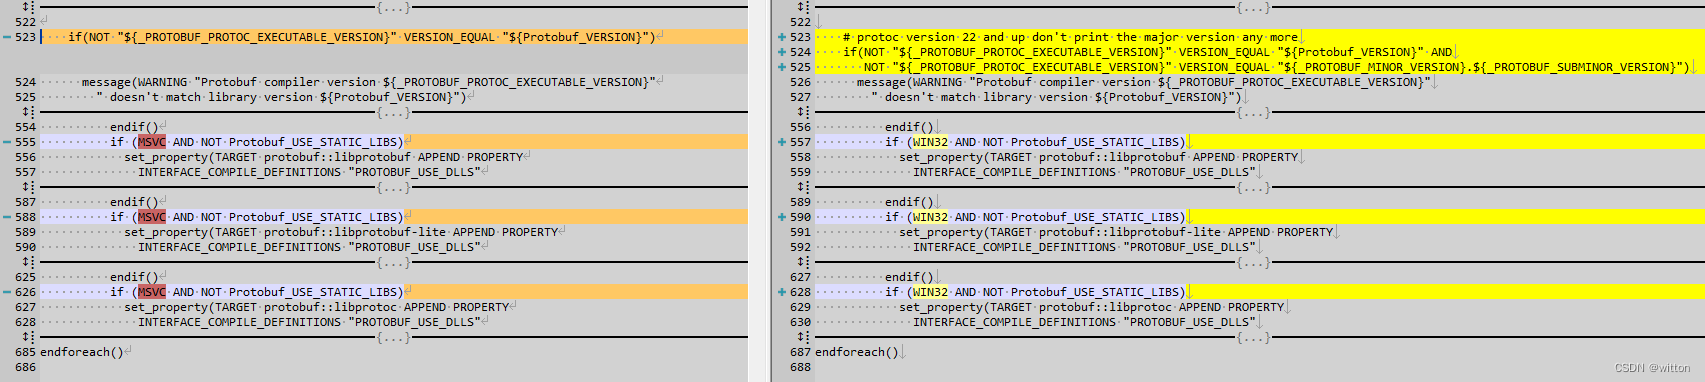 {...}
522
523 if(NOT "${_PROTOBUF_PROTOC_EXECUTABLE_VERSION}" VERSION_EQUAL "${Protobuf_VERSION}")
524 message(WARNING "Protobuf compiler version ${_PROTOBUF_PROTOC_EXECUTABLE_VERSION}"
525 " doesn't match library version ${Protobuf_VERSION}")
{...}
554 endif()
555 if (MSVC AND NOT Protobuf_USE_STATIC_LIBS)
556 set_property(TARGET protobuf::libprotobuf APPEND PROPERTY
557 INTERFACE_COMPILE_DEFINITIONS "PROTOBUF_USE_DLLS"
{...}
587 endif()
588 if (MSVC AND NOT Protobuf_USE_STATIC_LIBS)
589 set_property(TARGET protobuf::libprotobuf-lite APPEND PROPERTY
590 INTERFACE_COMPILE_DEFINITIONS "PROTOBUF_USE_DLLS"
{...}
625 endif()
626 if (MSVC AND NOT Protobuf_USE_STATIC_LIBS)
627 set_property(TARGET protobuf::libprotoc APPEND PROPERTY
628 INTERFACE_COMPILE_DEFINITIONS "PROTOBUF_USE_DLLS"
{...}
685 endforeach()
686
{...}
522
523 # protoc version 22 and up don't print the major version any more
524 if(NOT "${_PROTOBUF_PROTOC_EXECUTABLE_VERSION}" VERSION_EQUAL "${Protobuf_VERSION}" AND
525 NOT "${_PROTOBUF_PROTOC_EXECUTABLE_VERSION}" VERSION_EQUAL "${_PROTOBUF_MINOR_VERSION}.${_PROTOBUF_SUBMINOR_VERSION}")
526 message(WARNING "Protobuf compiler version ${_PROTOBUF_PROTOC_EXECUTABLE_VERSION}"
527 " doesn't match library version ${Protobuf_VERSION}")
{...}
556 endif()
557 if (WIN32 AND NOT Protobuf_USE_STATIC_LIBS)
558 set_property(TARGET protobuf::libprotobuf APPEND PROPERTY
559 INTERFACE_COMPILE_DEFINITIONS "PROTOBUF_USE_DLLS"
{...}
589 endif()
590 if (WIN32 AND NOT Protobuf_USE_STATIC_LIBS)
591 set_property(TARGET protobuf::libprotobuf-lite APPEND PROPERTY
592 INTERFACE_COMPILE_DEFINITIONS "PROTOBUF_USE_DLLS"
{...}
627 endif()
628 if (WIN32 AND NOT Protobuf_USE_STATIC_LIBS)
629 set_property(TARGET protobuf::libprotoc APPEND PROPERTY
630 INTERFACE_COMPILE_DEFINITIONS "PROTOBUF_USE_DLLS"
{...}
687 endforeach()
688
CSDN @witton